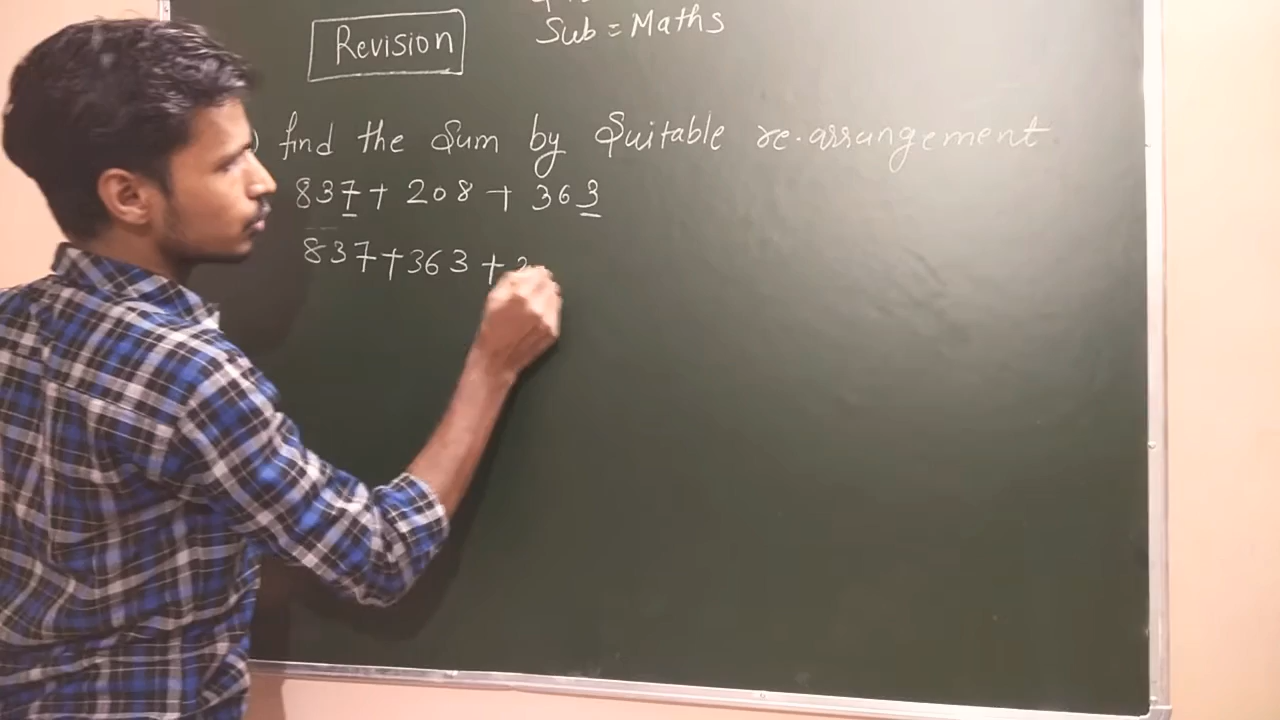 Revision
Sub = Maths
) find the Sum by Suitable re-arrangement
837 + 208 + 363
837 + 363 +